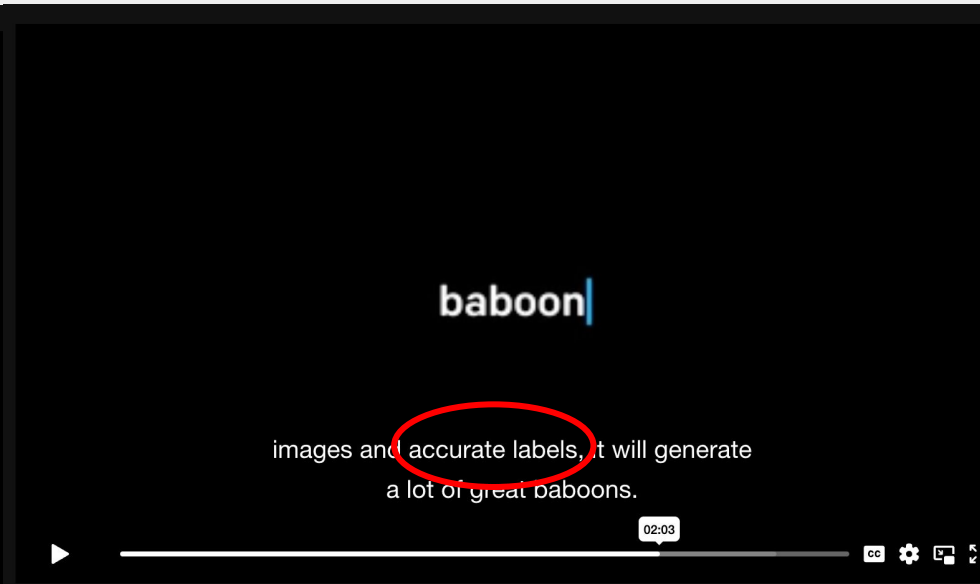 baboon
images and accurate labels, it will generate
a lot of great baboons.
02:03
CC